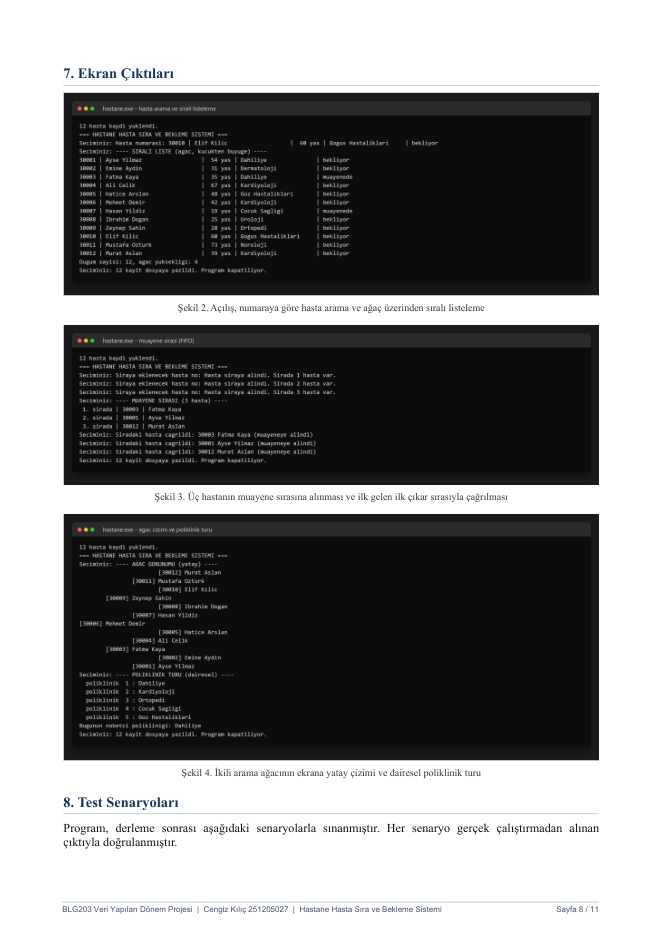 7. Ekran Çıktıları
hastane.exe - hasta arama ve sirali listeleme
12 hasta kaydi yuklendi.
=== HASTANE HASTA SIRA VE BEKLEME SISTEMI ===
Seciminiz: Hasta numarasi: 30010 | Elif Kilic | 60 yas | Gogus Hastaliklari | bekliyor
Seciminiz: ---- SIRALI LISTE (agac, kucukten buyuge) ----
30001 | Ayse Yilmaz | 54 yas | Dahiliye | bekliyor
30002 | Emine Aydin | 31 yas | Dermatoloji | bekliyor
30003 | Fatma Kaya | 35 yas | Dahiliye | muayenede
30004 | Ali Celik | 67 yas | Kardiyoloji | bekliyor
30005 | Hatice Arslan | 48 yas | Goz Hastaliklari | bekliyor
30006 | Mehmet Demir | 42 yas | Kardiyoloji | bekliyor
30007 | Hasan Yildiz | 19 yas | Cocuk Sagligi | muayenede
30008 | Ibrahim Dogan | 25 yas | Uroloji | bekliyor
30009 | Zeynep Sahin | 28 yas | Ortopedi | bekliyor
30010 | Elif Kilic | 60 yas | Gogus Hastaliklari | bekliyor
30011 | Mustafa Ozturk | 73 yas | Noroloji | bekliyor
30012 | Murat Aslan | 39 yas | Kardiyoloji | bekliyor
Dugum sayisi: 12, agac yuksekligi: 4
Seciminiz: 12 kayit dosyaya yazildi. Program kapatiliyor.
Şekil 2. Açılış, numaraya göre hasta arama ve ağaç üzerinden sıralı listeleme
hastane.exe - muayene sirasi (FIFO)
12 hasta kaydi yuklendi.
=== HASTANE HASTA SIRA VE BEKLEME SISTEMI ===
Seciminiz: Siraya eklenecek hasta no: Hasta siraya alindi. Sirada 1 hasta var.
Seciminiz: Siraya eklenecek hasta no: Hasta siraya alindi. Sirada 2 hasta var.
Seciminiz: Siraya eklenecek hasta no: Hasta siraya alindi. Sirada 3 hasta var.
Seciminiz: ---- MUAYENE SIRASI (3 hasta) ----
1. sirada | 30003 | Fatma Kaya
2. sirada | 30001 | Ayse Yilmaz
3. sirada | 30012 | Murat Aslan
Seciminiz: Siradaki hasta cagrildi: 30003 Fatma Kaya (muayeneye alindi)
Seciminiz: Siradaki hasta cagrildi: 30001 Ayse Yilmaz (muayeneye alindi)
Seciminiz: Siradaki hasta cagrildi: 30012 Murat Aslan (muayeneye alindi)
Seciminiz: 12 kayit dosyaya yazildi. Program kapatiliyor.
Şekil 3. Üç hastanın muayene sırasına alınması ve ilk gelen ilk çıkar sırasıyla çağrılması
hastane.exe - agac cizimi ve poliklinik turu
12 hasta kaydi yuklendi.
=== HASTANE HASTA SIRA VE BEKLEME SISTEMI ===
Seciminiz: ---- AGAC GORUNUMU (yatay) ----
[30012] Murat Aslan
[30011] Mustafa Ozturk
[30010] Elif Kilic
[30009] Zeynep Sahin
[30008] Ibrahim Dogan
[30007] Hasan Yildiz
[30006] Mehmet Demir
[30005] Hatice Arslan
[30004] Ali Celik
[30003] Fatma Kaya
[30002] Emine Aydin
[30001] Ayse Yilmaz
Seciminiz: ---- POLIKLINIK TURU (dairesel) ----
poliklinik 1 : Dahiliye
poliklinik 2 : Kardiyoloji
poliklinik 3 : Ortopedi
poliklinik 4 : Cocuk Sagligi
poliklinik 5 : Goz Hastaliklari
Bugunun nobetci poliklinigi: Dahiliye
Seciminiz: 12 kayit dosyaya yazildi. Program kapatiliyor.
Şekil 4. İkili arama ağacının ekrana yatay çizimi ve dairesel poliklinik turu
8. Test Senaryoları
Program, derleme sonrası aşağıdaki senaryolarla sınanmıştır. Her senaryo gerçek çalıştırmadan alınan
çıktıyla doğrulanmıştır.
BLG203 Veri Yapıları Dönem Projesi | Cengiz Kılıç 251205027 | Hastane Hasta Sıra ve Bekleme Sistemi
Sayfa 8 / 11